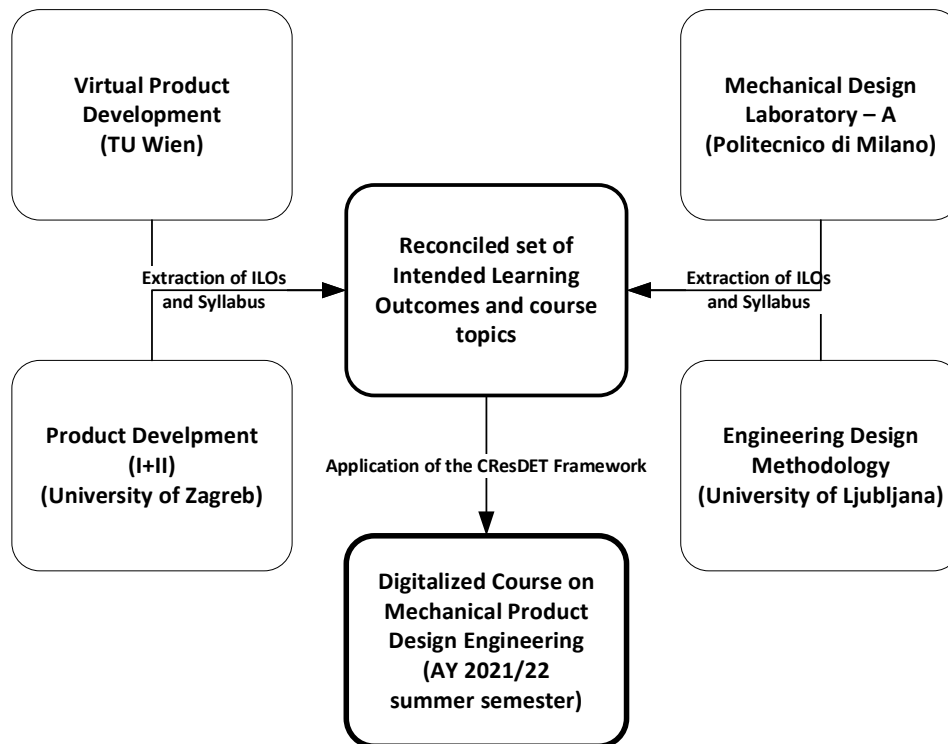 Virtual Product
Development
(TU Wien)
Mechanical Design
Laboratory – A
(Politecnico di Milano)
Reconciled set of
Intended Learning
Outcomes and course
topics
Extraction of ILOs
and Syllabus
Extraction of ILOs
and Syllabus
Product Develpment
(I+II)
(University of Zagreb)
Engineering Design
Methodology
(University of Ljubljana)
Application of the CResDET Framework
Digitalized Course on
Mechanical Product
Design Engineering
(AY 2021/22
summer semester)